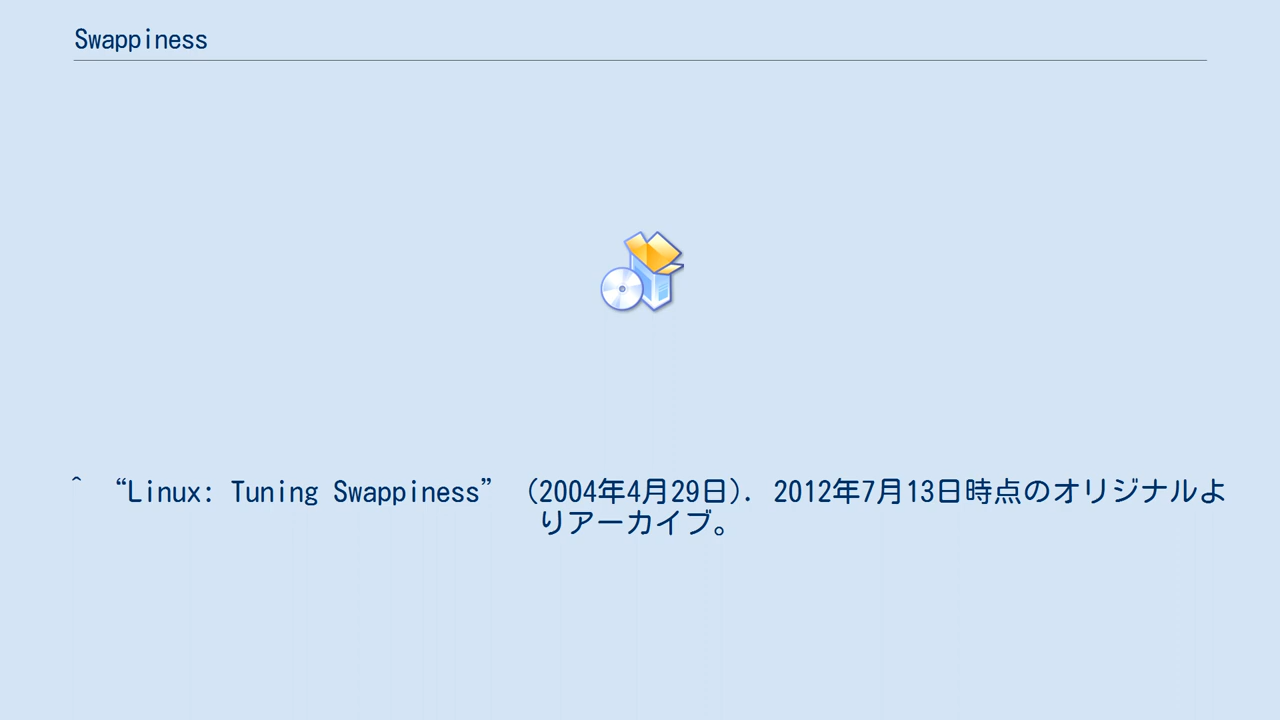 Swappiness
^ “Linux: Tuning Swappiness” (2004年4月29日). 2012年7月13日時点のオリジナルよ
りアーカイブ。